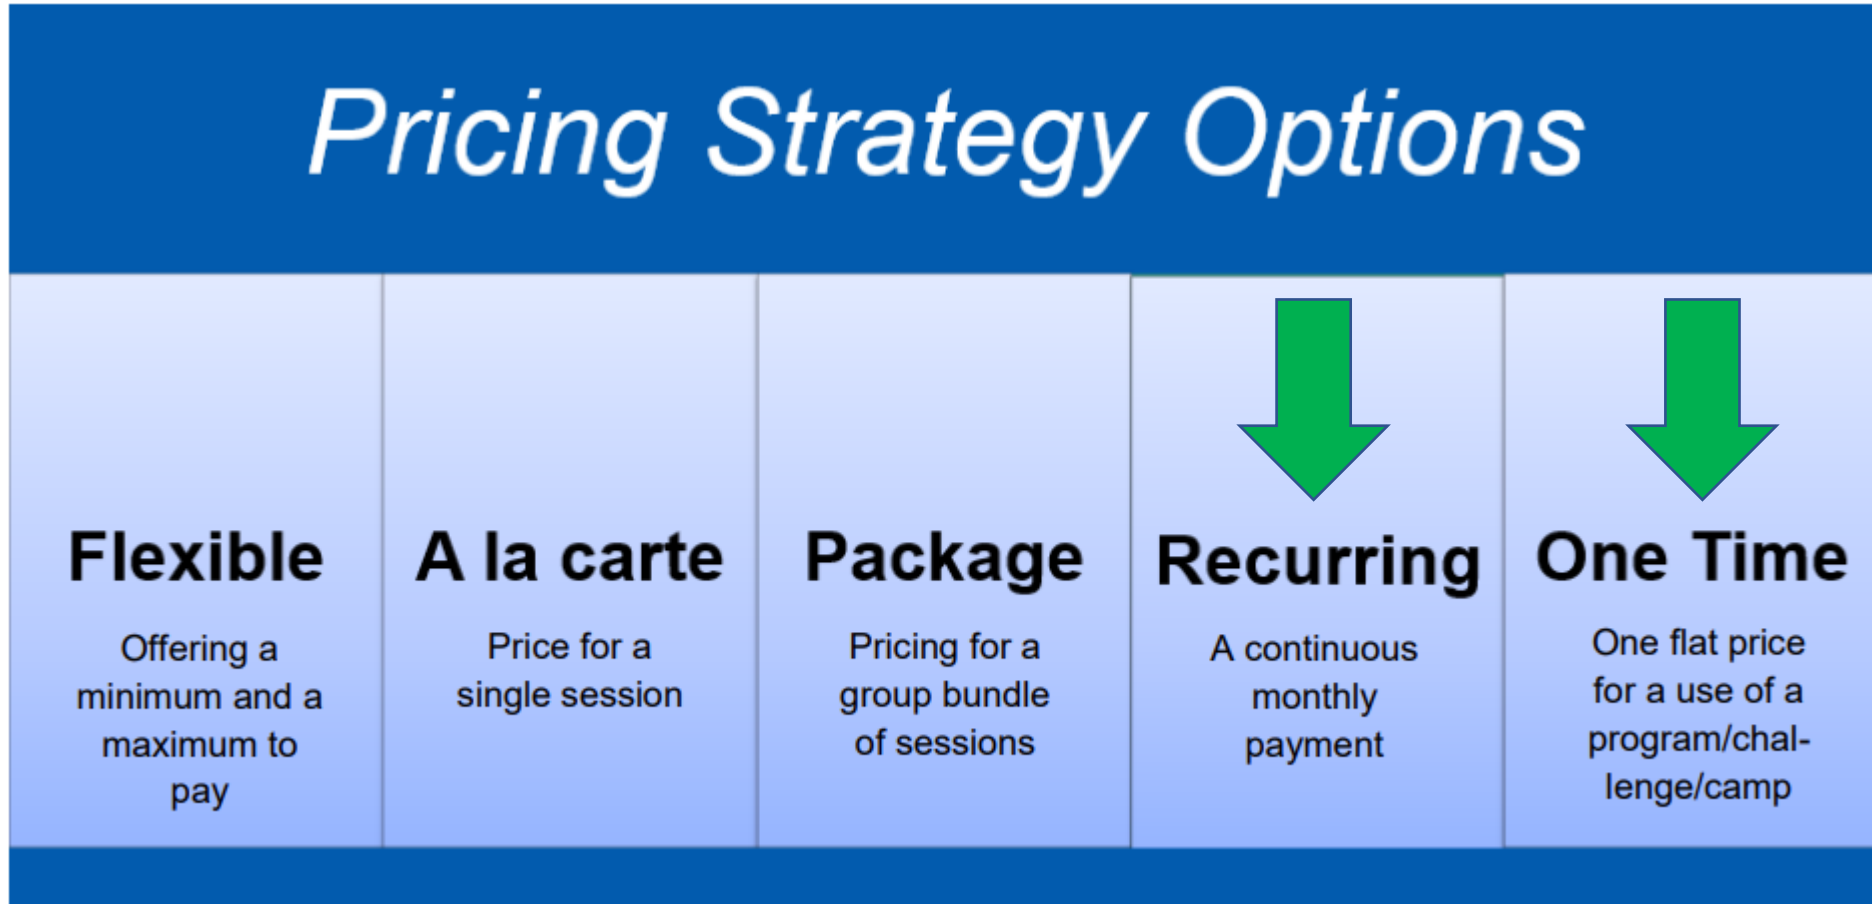 Pricing Strategy Options
Flexible
Offering a
minimum and a
maximum to
pay
A la carte
Price for a
single session
Package
Pricing for a
group bundle
of sessions
Recurring
A continuous
monthly
payment
One Time
One flat price
for a use of a
program/chal-
lenge/camp